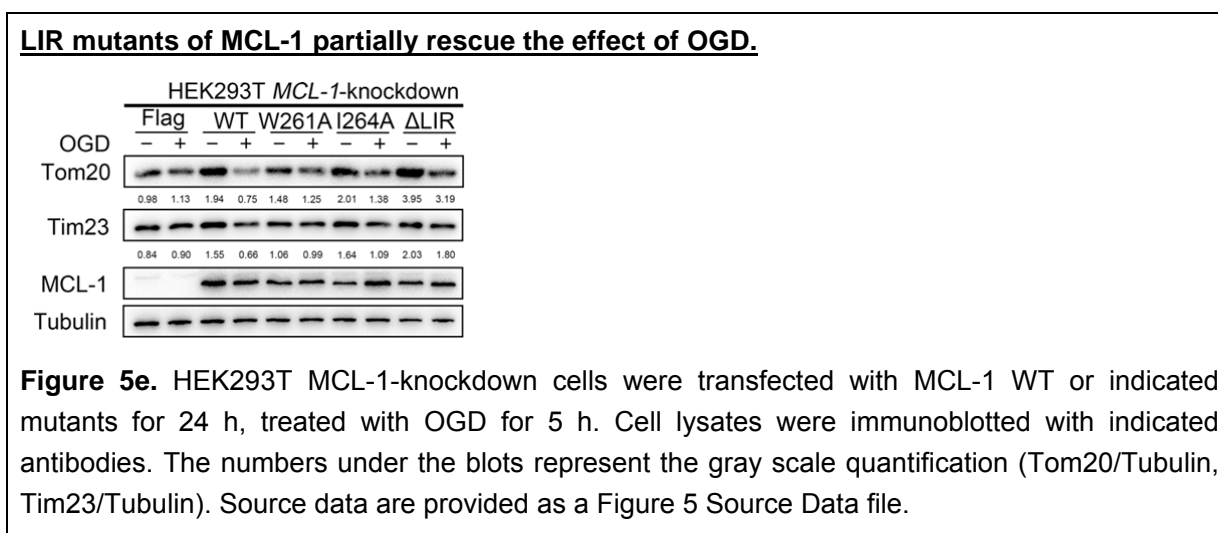 LIR mutants of MCL-1 partially rescue the effect of OGD.
HEK293T MCL-1-knockdown
Flag WT W261A I264A ΔLIR
OGD − + − + − + − + − +
Tom20
0.98 1.13 1.94 0.75 1.48 1.25 2.01 1.38 3.95 3.19
Tim23
0.84 0.90 1.55 0.66 1.06 0.99 1.64 1.09 2.03 1.80
MCL-1
Tubulin
Figure 5e. HEK293T MCL-1-knockdown cells were transfected with MCL-1 WT or indicated
mutants for 24 h, treated with OGD for 5 h. Cell lysates were immunoblotted with indicated
antibodies. The numbers under the blots represent the gray scale quantification (Tom20/Tubulin,
Tim23/Tubulin). Source data are provided as a Figure 5 Source Data file.